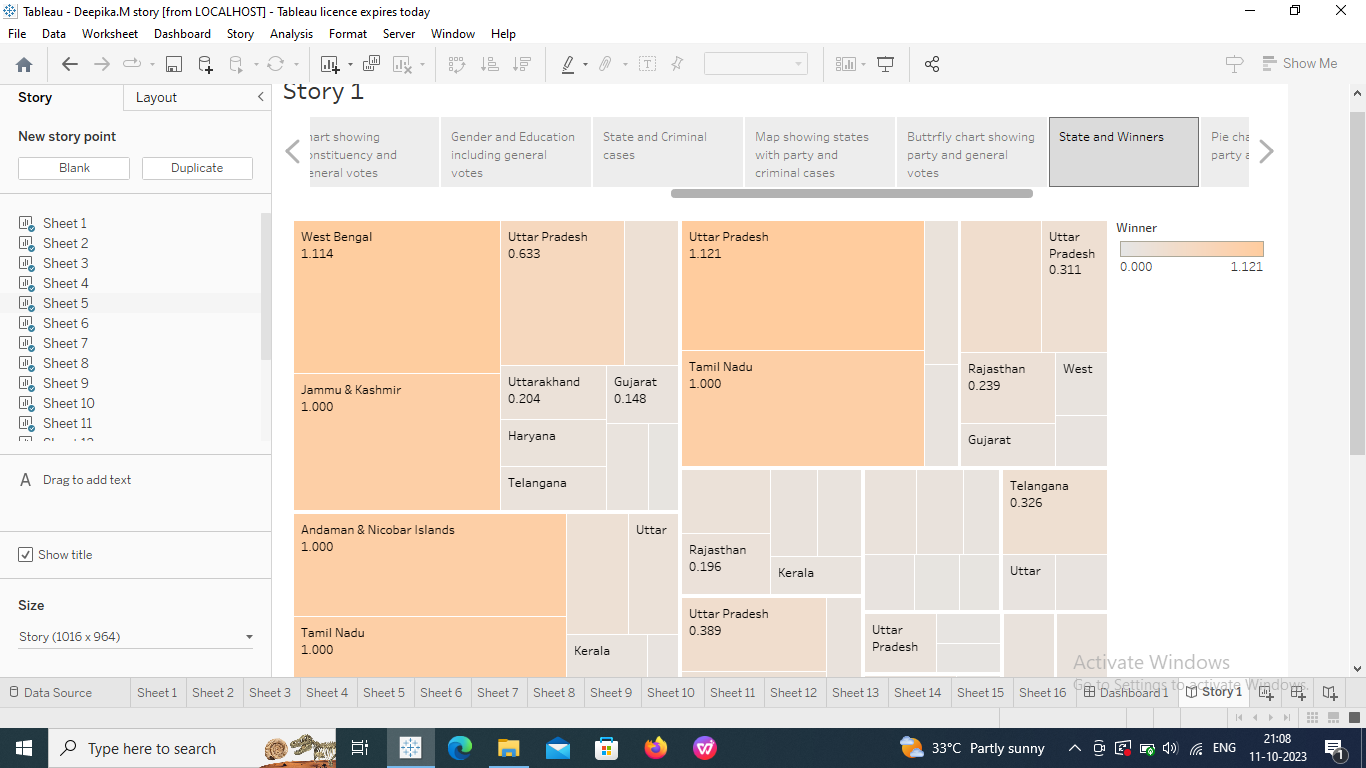 Tableau - Deepika.M story [from LOCALHOST] - Tableau licence expires today
File Data Worksheet Dashboard Story Analysis Format Server Window Help
Show Me
Story Layout
New story point
Blank Duplicate
Sheet 1
Sheet 2
Sheet 3
Sheet 4
Sheet 5
Sheet 6
Sheet 7
Sheet 8
Sheet 9
Sheet 10
Sheet 11
A Drag to add text
Show title
Size
Story (1016 x 964)
Story 1
showing
and
votes
Gender and Education
including general
votes
State and Criminal
cases
Map showing states
with party and
criminal cases
Buttrfly chart showing
party and general
votes
State and Winners
Pie
party
West Bengal
1.114
Jammu & Kashmir
1.000
Uttar Pradesh
0.633
Uttarakhand
0.204
Gujarat
0.148
Haryana
Telangana
Andaman & Nicobar Islands
1.000
Tamil Nadu
1.000
Uttar
Kerala
Uttar Pradesh
1.121
Tamil Nadu
1.000
Uttar
Pradesh
0.311
Rajasthan
0.239
West
Gujarat
Rajasthan
0.196
Kerala
Telangana
0.326
Uttar
Uttar Pradesh
0.389
Uttar
Pradesh
Winner
0.000 1.121
Activate Windows
Go to Settings to activate Windows.
Data Source Sheet 1 Sheet 2 Sheet 3 Sheet 4 Sheet 5 Sheet 6 Sheet 7 Sheet 8 Sheet 9 Sheet 10 Sheet 11 Sheet 12 Sheet 13 Sheet 14 Sheet 15 Sheet 16 Dashboard 1 Story 1
Type here to search
33°C Partly sunny
ENG
21:08
11-10-2023
1